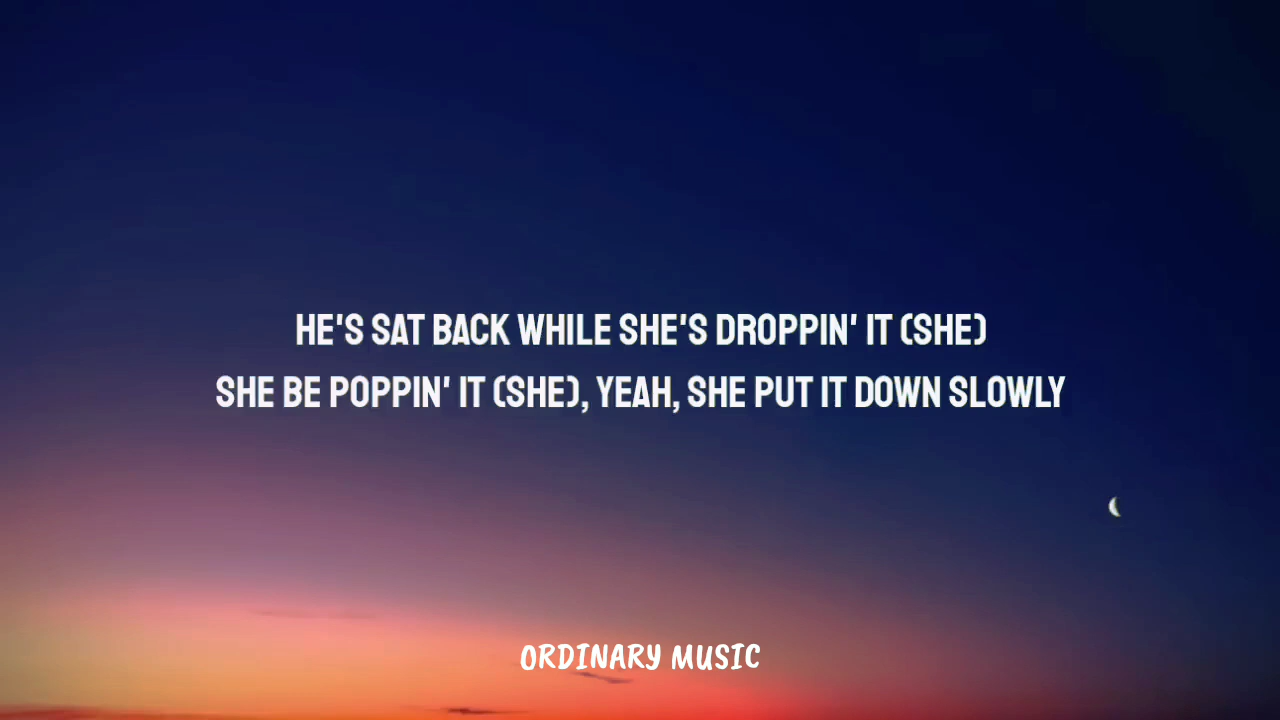 HE'S SAT BACK WHILE SHE'S DROPPIN' IT (SHE)
SHE BE POPPIN' IT (SHE), YEAH, SHE PUT IT DOWN SLOWLY
ORDINARY MUSIC